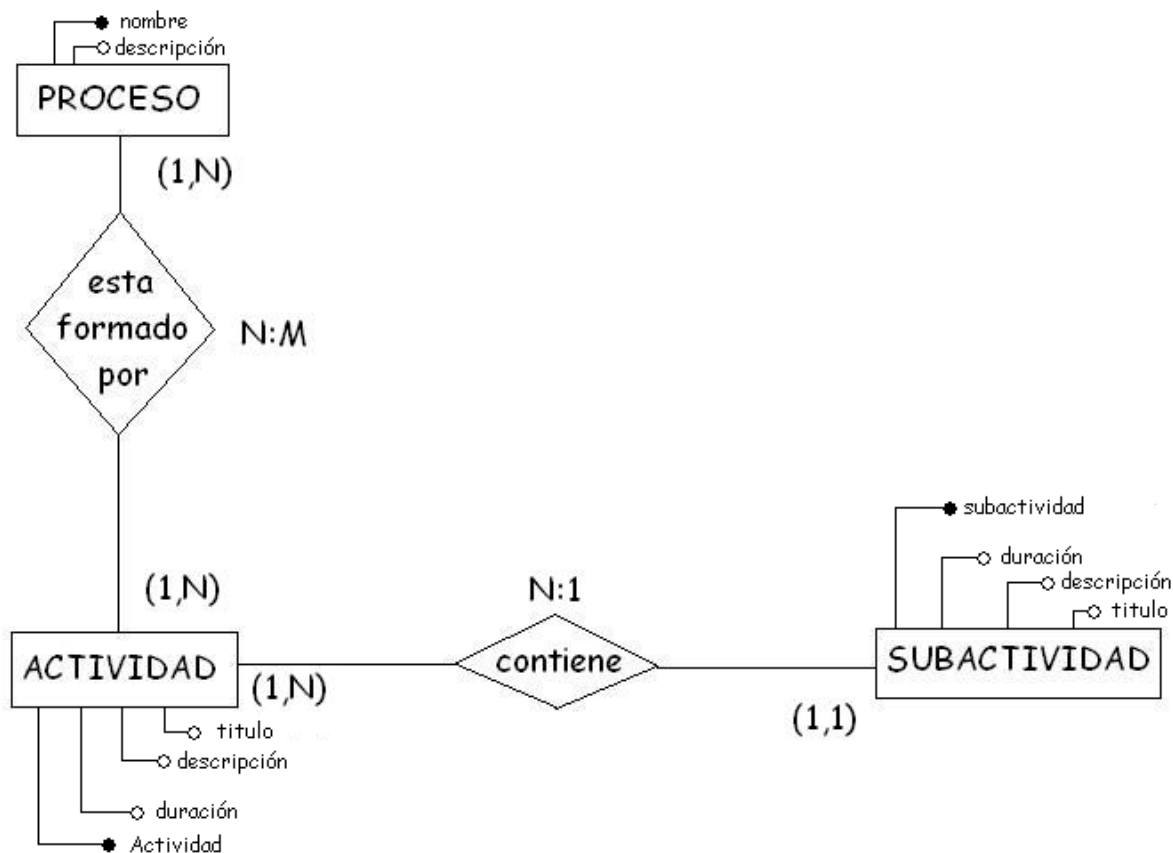 nombre
descripción
PROCESO
(1,N)
esta
formado
por
N:M
(1,N)
ACTIVIDAD
(1,N)
titulo
descripción
duración
Actividad
N:1
contiene
(1,1)
subactividad
duración
descripción
titulo
SUBACTIVIDAD